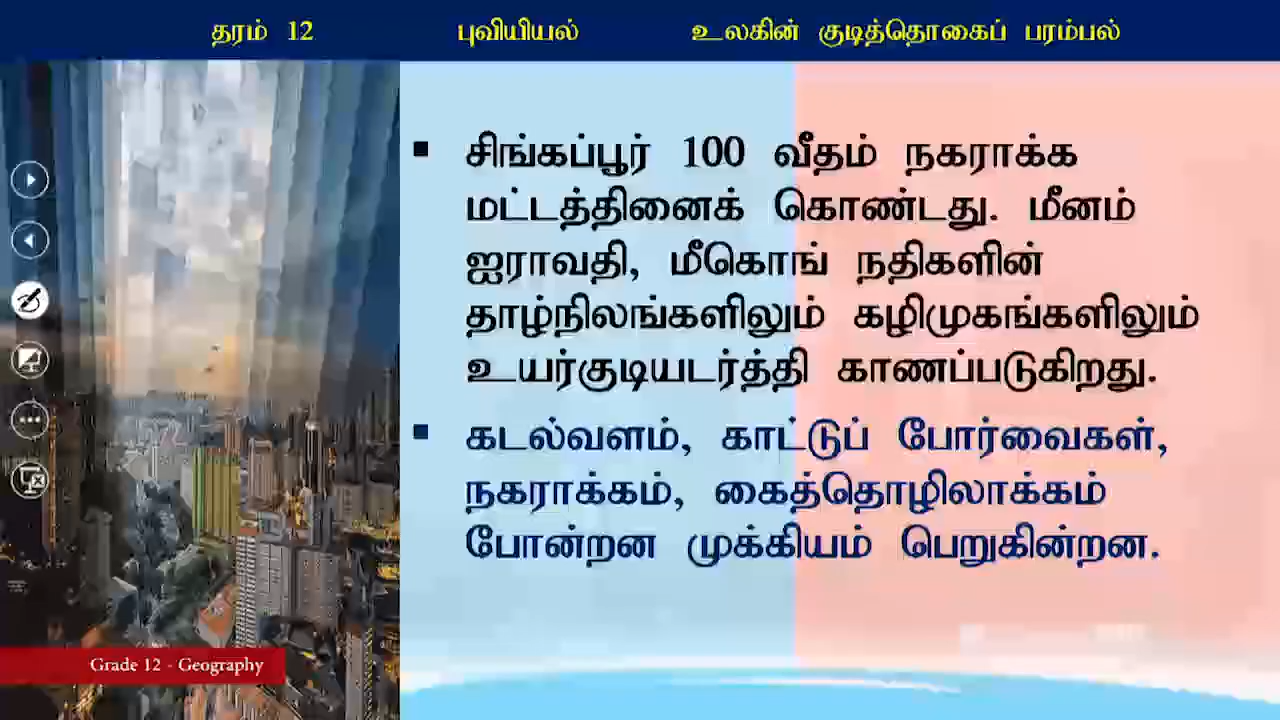 தரம் 12 புவியியல் உலகின் குடித்தொகைப் பரம்பல்
▪ சிங்கப்பூர் 100 வீதம் நகராக்க
மட்டத்தினைக் கொண்டது. மீனம்
ஐராவதி, மீகொங் நதிகளின்
தாழ்நிலங்களிலும் கழிமுகங்களிலும்
உயர்குடியடர்த்தி காணப்படுகிறது.
▪ கடல்வளம், காட்டுப் போர்வைகள்,
நகராக்கம், கைத்தொழிலாக்கம்
போன்றன முக்கியம் பெறுகின்றன.
Grade 12 - Geography